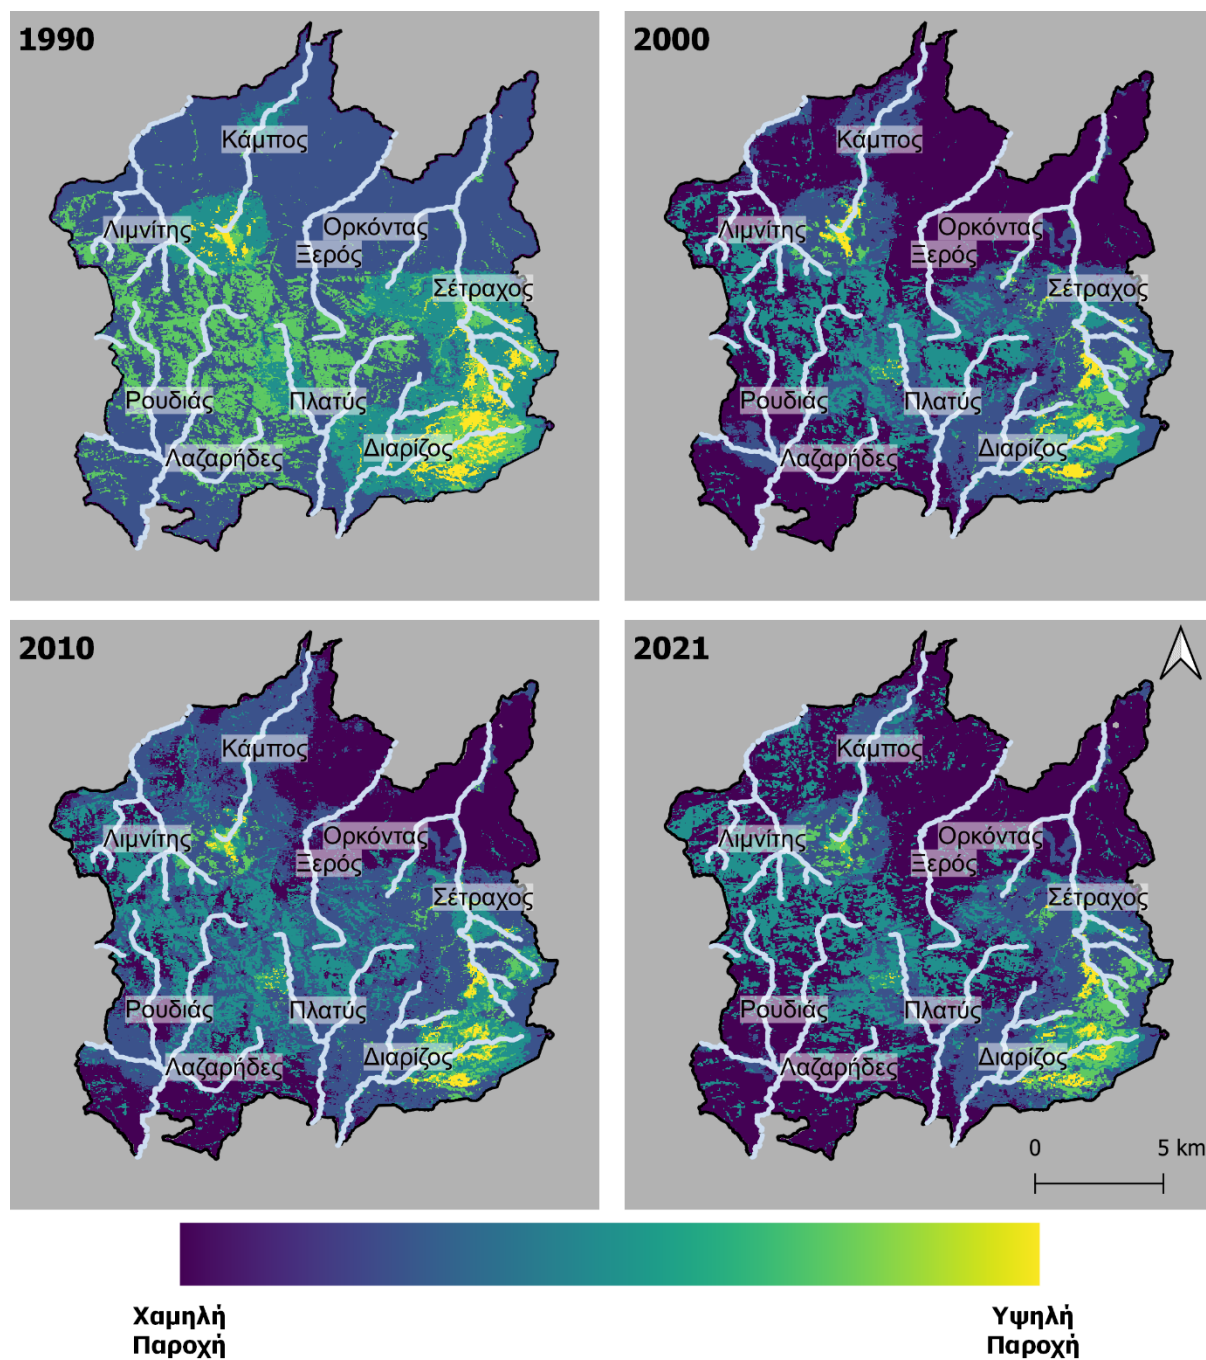 1990
Κάμπος
Λιμνίτης
Ορκόντας
Ξερός
Σέτραχος
Ρουδιάς
Πλατύς
Διαρίζος
Λαζαρήδες
2000
Κάμπος
Λιμνίτης
Ορκόντας
Ξερός
Σέτραχος
Ρουδιάς
Πλατύς
Διαρίζος
Λαζαρήδες
2010
Κάμπος
Λιμνίτης
Ορκόντας
Ξερός
Σέτραχος
Ρουδιάς
Πλατύς
Διαρίζος
Λαζαρήδες
2021
Κάμπος
Λιμνίτης
Ορκόντας
Ξερός
Σέτραχος
Ρουδιάς
Πλατύς
Διαρίζος
Λαζαρήδες
0 5 km
Χαμηλή
Παροχή
Υψηλή
Παροχή